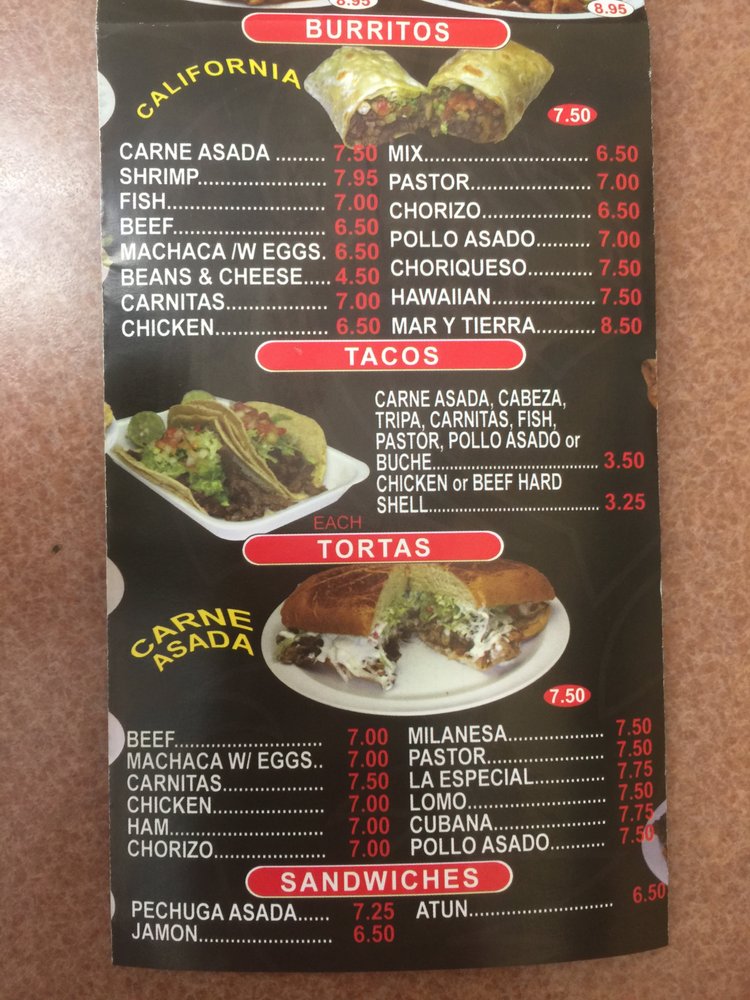 8.95
8.95
BURRITOS
CALIFORNIA
7.50
CARNE ASADA ......... 7.50
SHRIMP........................ 7.95
FISH.............................. 7.00
BEEF............................. 6.50
MACHACA /W EGGS. 6.50
BEANS & CHEESE..... 4.50
CARNITAS................... 7.00
CHICKEN..................... 6.50
MIX............................... 6.50
PASTOR....................... 7.00
CHORIZO..................... 6.50
POLLO ASADO.......... 7.00
CHORIQUESO............ 7.50
HAWAIIAN................... 7.50
MAR Y TIERRA........... 8.50
TACOS
CARNE ASADA, CABEZA,
TRIPA, CARNITAS, FISH,
PASTOR, POLLO ASADO or
BUCHE.................................. 3.50
CHICKEN or BEEF HARD
SHELL................................... 3.25
EACH
TORTAS
CARNE
ASADA
7.50
BEEF........................... 7.00
MACHACA W/ EGGS.. 7.00
CARNITAS................... 7.50
CHICKEN..................... 7.00
HAM............................. 7.00
CHORIZO..................... 7.00
MILANESA................... 7.50
PASTOR....................... 7.50
LA ESPECIAL............. 7.75
LOMO.......................... 7.50
CUBANA...................... 7.75
POLLO ASADO.......... 7.50
SANDWICHES
PECHUGA ASADA...... 7.25
JAMON......................... 6.50
ATUN........................... 6.50